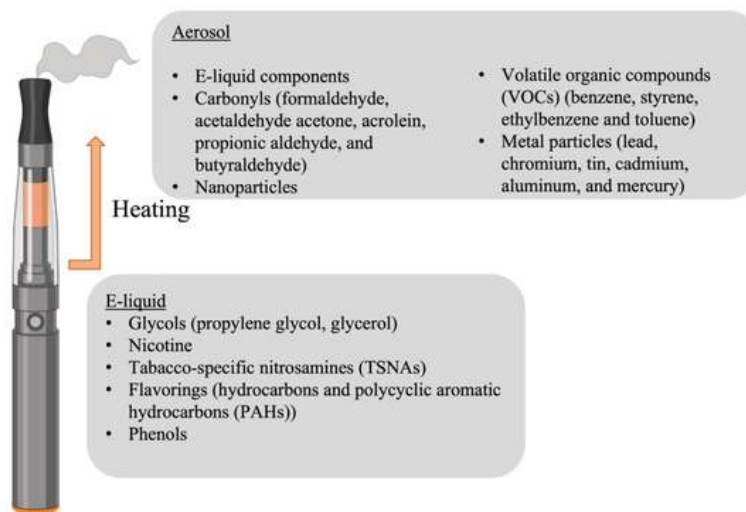 Aerosol
• E-liquid components
• Carbonyls (formaldehyde,
acetaldehyde acetone, acrolein,
propionic aldehyde, and
butyraldehyde)
• Nanoparticles
• Volatile organic compounds
(VOCs) (benzene, styrene,
ethylbenzene and toluene)
• Metal particles (lead,
chromium, tin, cadmium,
aluminum, and mercury)
Heating
E-liquid
• Glycols (propylene glycol, glycerol)
• Nicotine
• Tabacco-specific nitrosamines (TSNAs)
• Flavorings (hydrocarbons and polycyclic aromatic
hydrocarbons (PAHs))
• Phenols